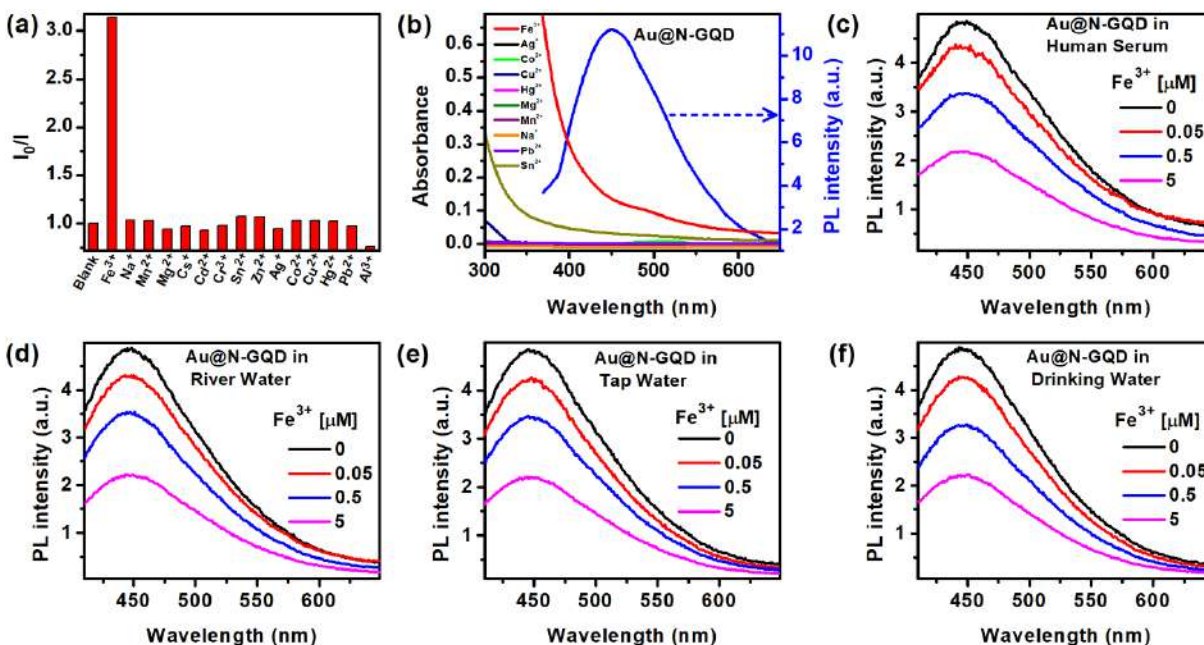 (a)
I₀/I
3.0
2.5
2.0
1.5
1.0
Blank
Fe³⁺
Na⁺
Mn²⁺
Mg²⁺
Cs⁺
Cd²⁺
Cr³⁺
Sn²⁺
Zn²⁺
Ag⁺
Co²⁺
Cu²⁺
Hg²⁺
Pb²⁺
Al³⁺
(b)
Au@N-GQD
Fe³⁺
Ag⁺
Co²⁺
Cu²⁺
Hg²⁺
Mg²⁺
Mn²⁺
Na⁺
Pb²⁺
Sn²⁺
Absorbance
0.6
0.5
0.4
0.3
0.2
0.1
0.0
300
400
500
600
Wavelength (nm)
10
8
6
4
2
PL intensity (a.u.)
(c)
Au@N-GQD in
Human Serum
Fe³⁺ [μM]
0
0.05
0.5
5
PL intensity (a.u.)
4
3
2
1
450
500
550
600
Wavelength (nm)
(d)
Au@N-GQD in
River Water
Fe³⁺ [μM]
0
0.05
0.5
5
PL intensity (a.u.)
4
3
2
1
450
500
550
600
Wavelength (nm)
(e)
Au@N-GQD in
Tap Water
Fe³⁺ [μM]
0
0.05
0.5
5
PL intensity (a.u.)
4
3
2
1
450
500
550
600
Wavelength (nm)
(f)
Au@N-GQD in
Drinking Water
Fe³⁺ [μM]
0
0.05
0.5
5
PL intensity (a.u.)
4
3
2
1
450
500
550
600
Wavelength (nm)